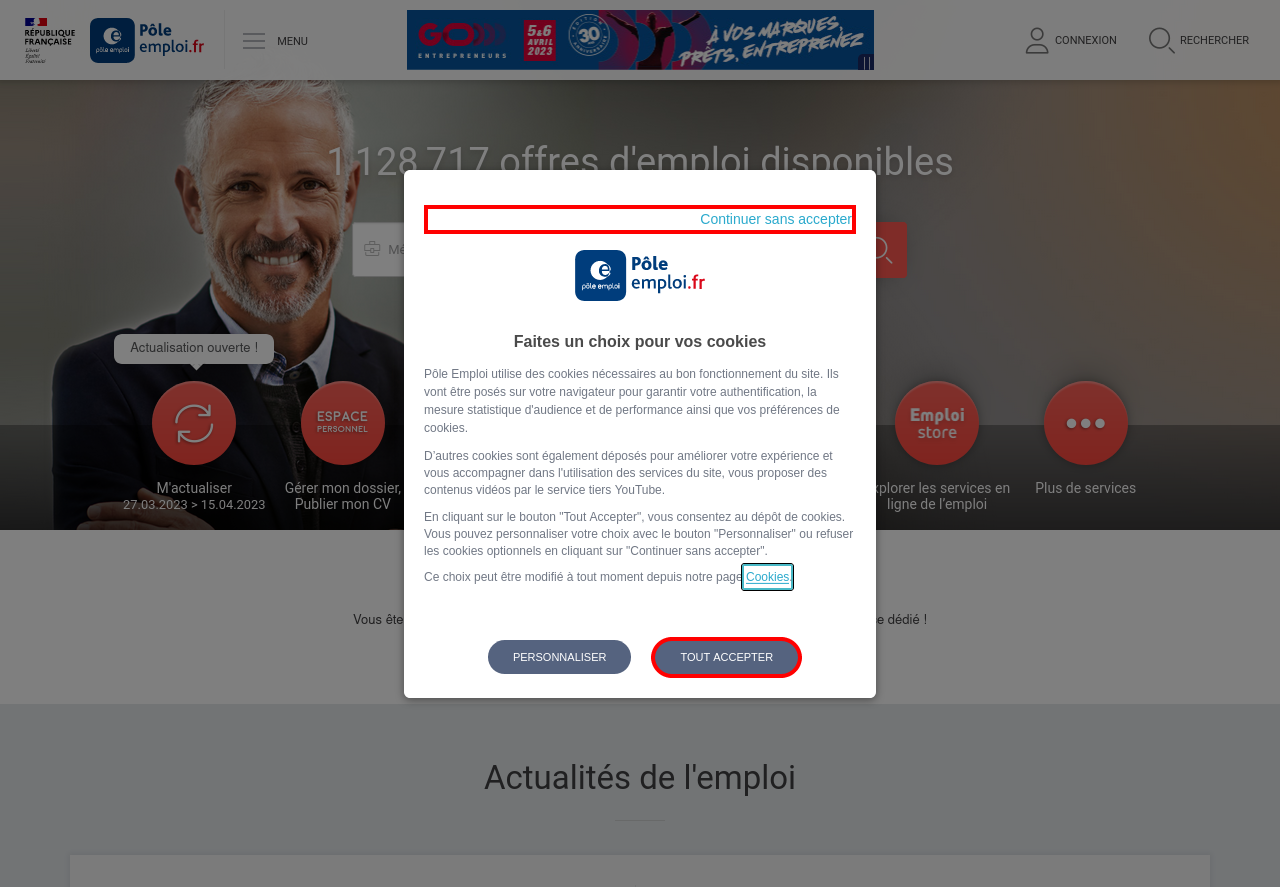 RÉPUBLIQUE
FRANÇAISE
Liberté
Égalité
Fraternité
pôle emploi
Pôle
emploi.fr
MENU
GO
ENTREPRENEURS
5&6
AVRIL
2023
EDITION
30
ANNIVERSAIRE
À VOS MARQUES,
PRÊTS, ENTREPRENEZ
CONNEXION
RECHERCHER
1 128 717 offres d'emploi disponibles
Continuer sans accepter
pôle emploi
Pôle
emploi.fr
Faites un choix pour vos cookies
Pôle Emploi utilise des cookies nécessaires au bon fonctionnement du site. Ils
vont être posés sur votre navigateur pour garantir votre authentification, la
mesure statistique d'audience et de performance ainsi que vos préférences de
cookies.
D'autres cookies sont également déposés pour améliorer votre expérience et
vous accompagner dans l'utilisation des services du site, vous proposer des
contenus vidéos par le service tiers YouTube.
En cliquant sur le bouton "Tout Accepter", vous consentez au dépôt de cookies.
Vous pouvez personnaliser votre choix avec le bouton "Personnaliser" ou refuser
les cookies optionnels en cliquant sur "Continuer sans accepter".
Ce choix peut être modifié à tout moment depuis notre page Cookies.
PERSONNALISER
TOUT ACCEPTER
Actualisation ouverte !
ESPACE
PERSONNEL
Emploi
store
M'actualiser
27.03.2023 > 15.04.2023
Gérer mon dossier,
Publier mon CV
xplorer les services en
ligne de l'emploi
Plus de services
Vous ête
e dédié !
Actualités de l'emploi